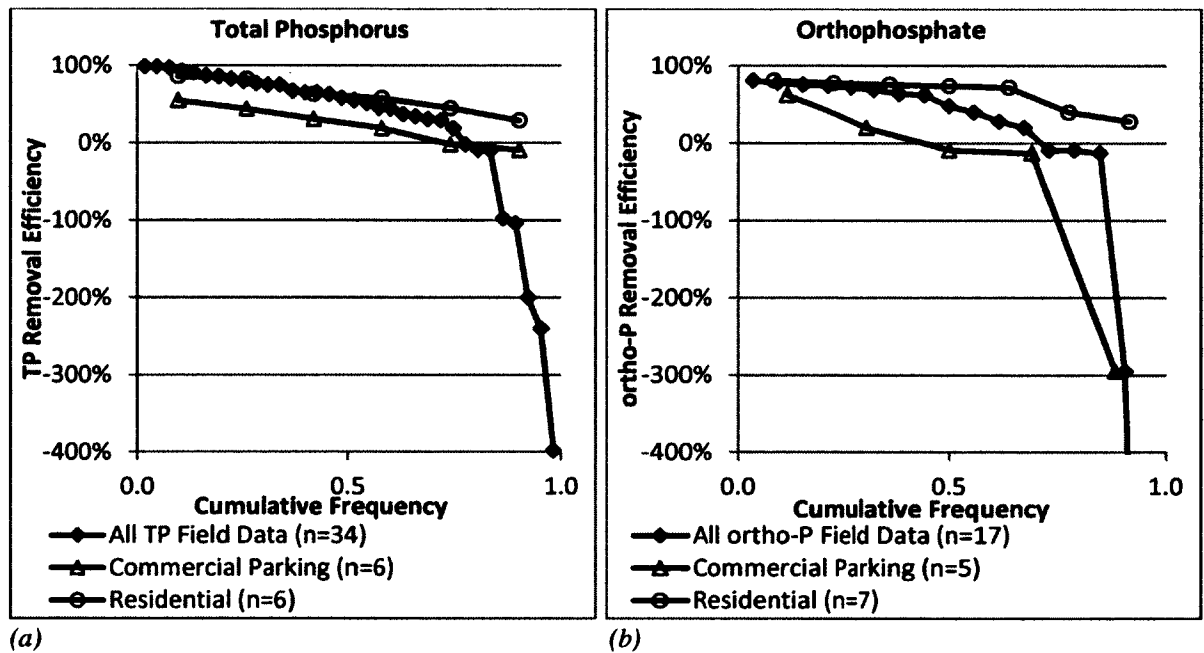 Total Phosphorus
TP Removal Efficiency
100%
0%
-100%
-200%
-300%
-400%
0.0
0.5
1.0
Cumulative Frequency
All TP Field Data (n=34)
Commercial Parking (n=6)
Residential (n=6)
(a)
Orthophosphate
ortho-P Removal Efficiency
100%
0%
-100%
-200%
-300%
-400%
0.0
0.5
1.0
Cumulative Frequency
All ortho-P Field Data (n=17)
Commercial Parking (n=5)
Residential (n=7)
(b)